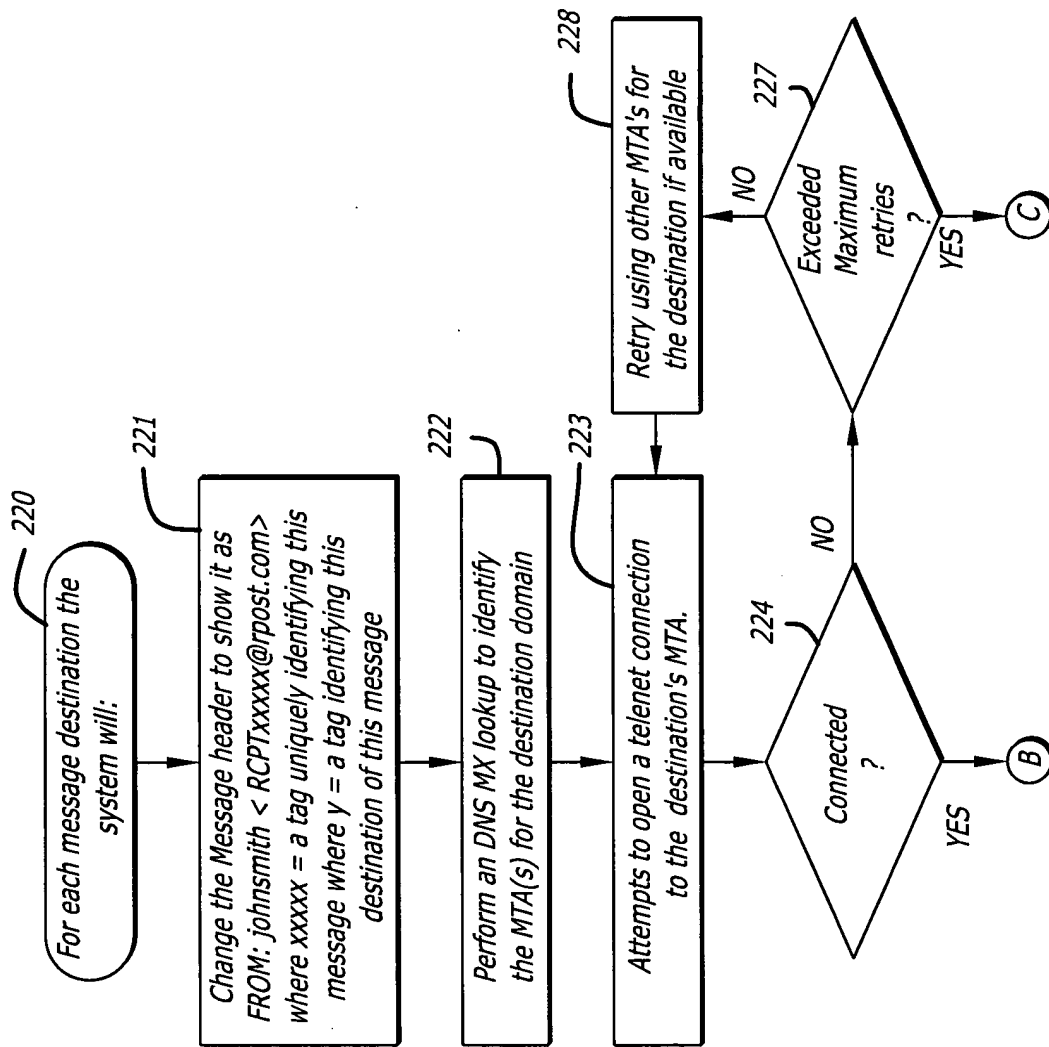 220
For each message destination the
system will:
221
Change the Message header to show it as
FROM: johnsmith < RCPTxxxxx@rpost.com>
where xxxxx = a tag uniquely identifying this
message where y = a tag identifying this
destination of this message
222
Perform an DNS MX lookup to identify
the MTA(s) for the destination domain
223
Attempts to open a telenet connection
to the destination's MTA.
224
Connected
?
YES
B
NO
227
Exceeded
Maximum
retries
?
YES
C
NO
228
Retry using other MTA's for
the destination if available